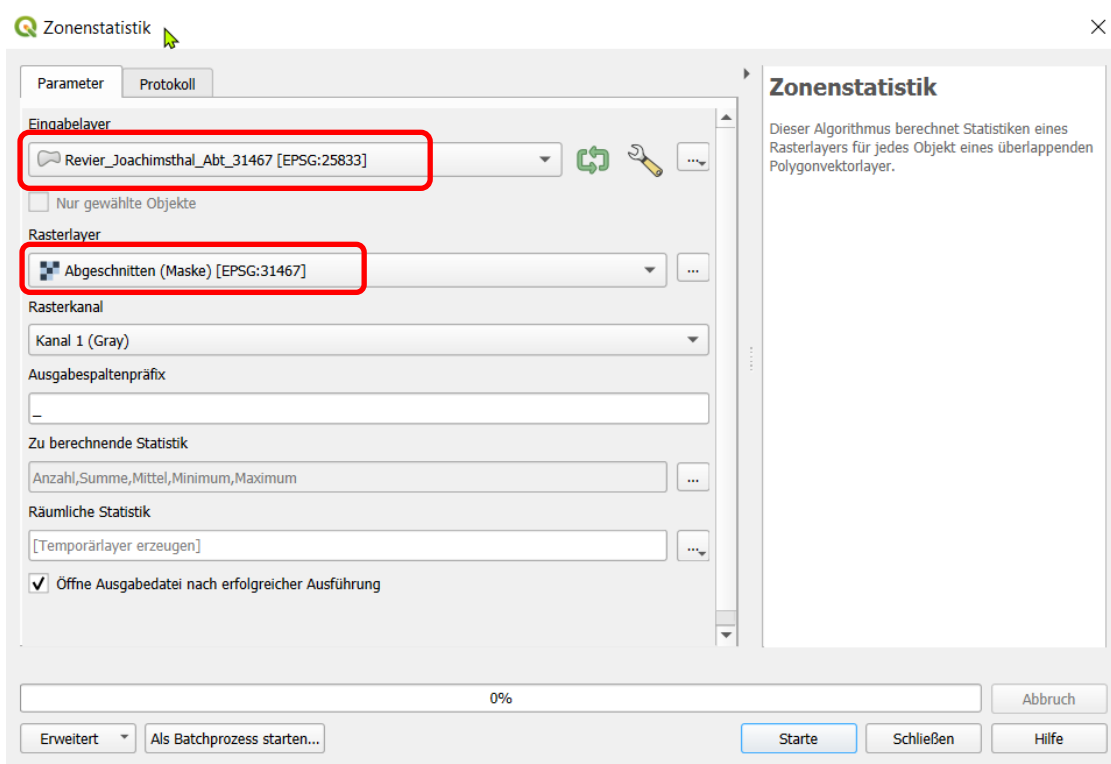 Zonenstatistik
Parameter
Protokoll
Eingabelayer
Revier_Joachimsthal_Abt_31467 [EPSG:25833]
...
Nur gewählte Objekte
Rasterlayer
Abgeschnitten (Maske) [EPSG:31467]
...
Rasterkanal
Kanal 1 (Gray)
Ausgabespaltenpräfix
_
Zu berechnende Statistik
Anzahl,Summe,Mittel,Minimum,Maximum
...
Räumliche Statistik
[Temporärlayer erzeugen]
...
Öffne Ausgabedatei nach erfolgreicher Ausführung
Zonenstatistik
Dieser Algorithmus berechnet Statistiken eines
Rasterlayers für jedes Objekt eines überlappenden
Polygonvektorlayer.
0%
Abbruch
Erweitert
Als Batchprozess starten...
Starte
Schließen
Hilfe